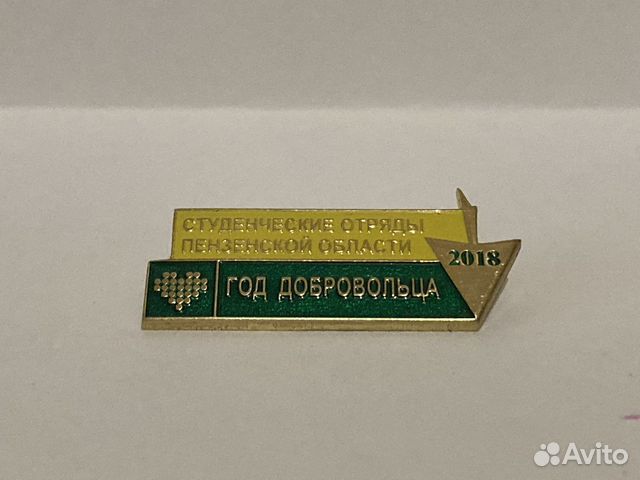 СТУДЕНЧЕСКИЕ ОТРЯДЫ
ПЕНЗЕНСКОЙ ОБЛАСТИ
2018
ГОД ДОБРОВОЛЬЦА
Avito